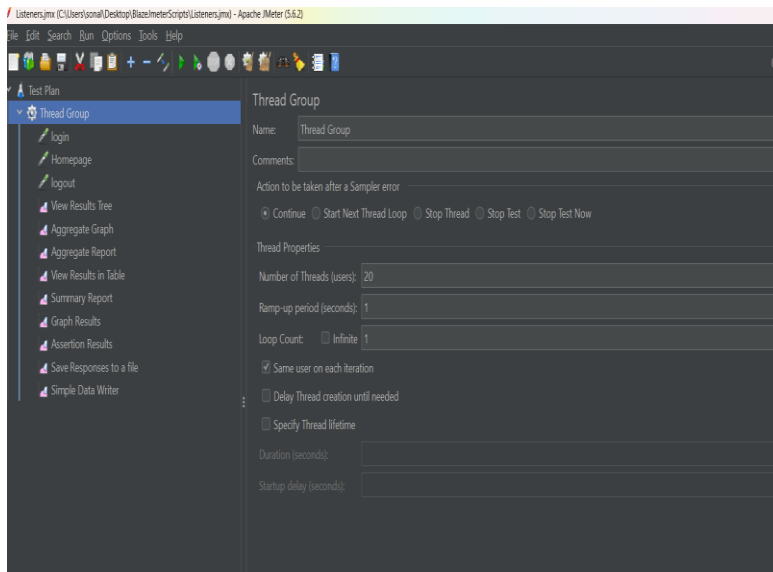 Listeners.jmx (C:\Users\sonal\Desktop\BlazeJmeterScripts\Listeners.jmx) - Apache JMeter (5.6.2)
File Edit Search Run Options Tools Help
Test Plan
Thread Group
login
Homepage
logout
View Results Tree
Aggregate Graph
Aggregate Report
View Results in Table
Summary Report
Graph Results
Assertion Results
Save Responses to a file
Simple Data Writer
Thread Group
Name: Thread Group
Comments:
Action to be taken after a Sampler error
Continue Start Next Thread Loop Stop Thread Stop Test Stop Test Now
Thread Properties
Number of Threads (users): 20
Ramp-up period (seconds): 1
Loop Count: Infinite 1
Same user on each iteration
Delay Thread creation until needed
Specify Thread lifetime
Duration (seconds):
Startup delay (seconds):